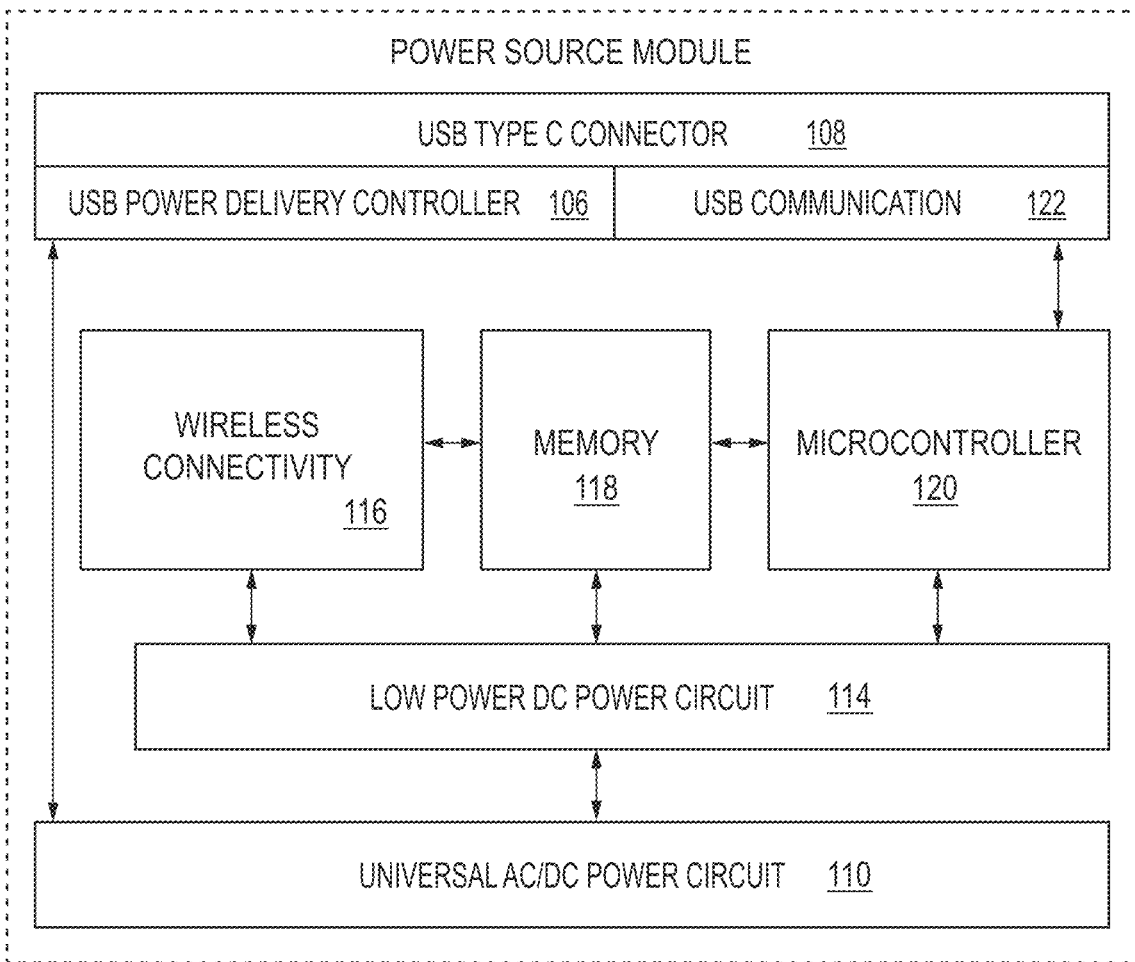 POWER SOURCE MODULE
USB TYPE C CONNECTOR 108
USB POWER DELIVERY CONTROLLER 106
USB COMMUNICATION 122
WIRELESS
CONNECTIVITY
116
MEMORY
118
MICROCONTROLLER
120
LOW POWER DC POWER CIRCUIT 114
UNIVERSAL AC/DC POWER CIRCUIT 110